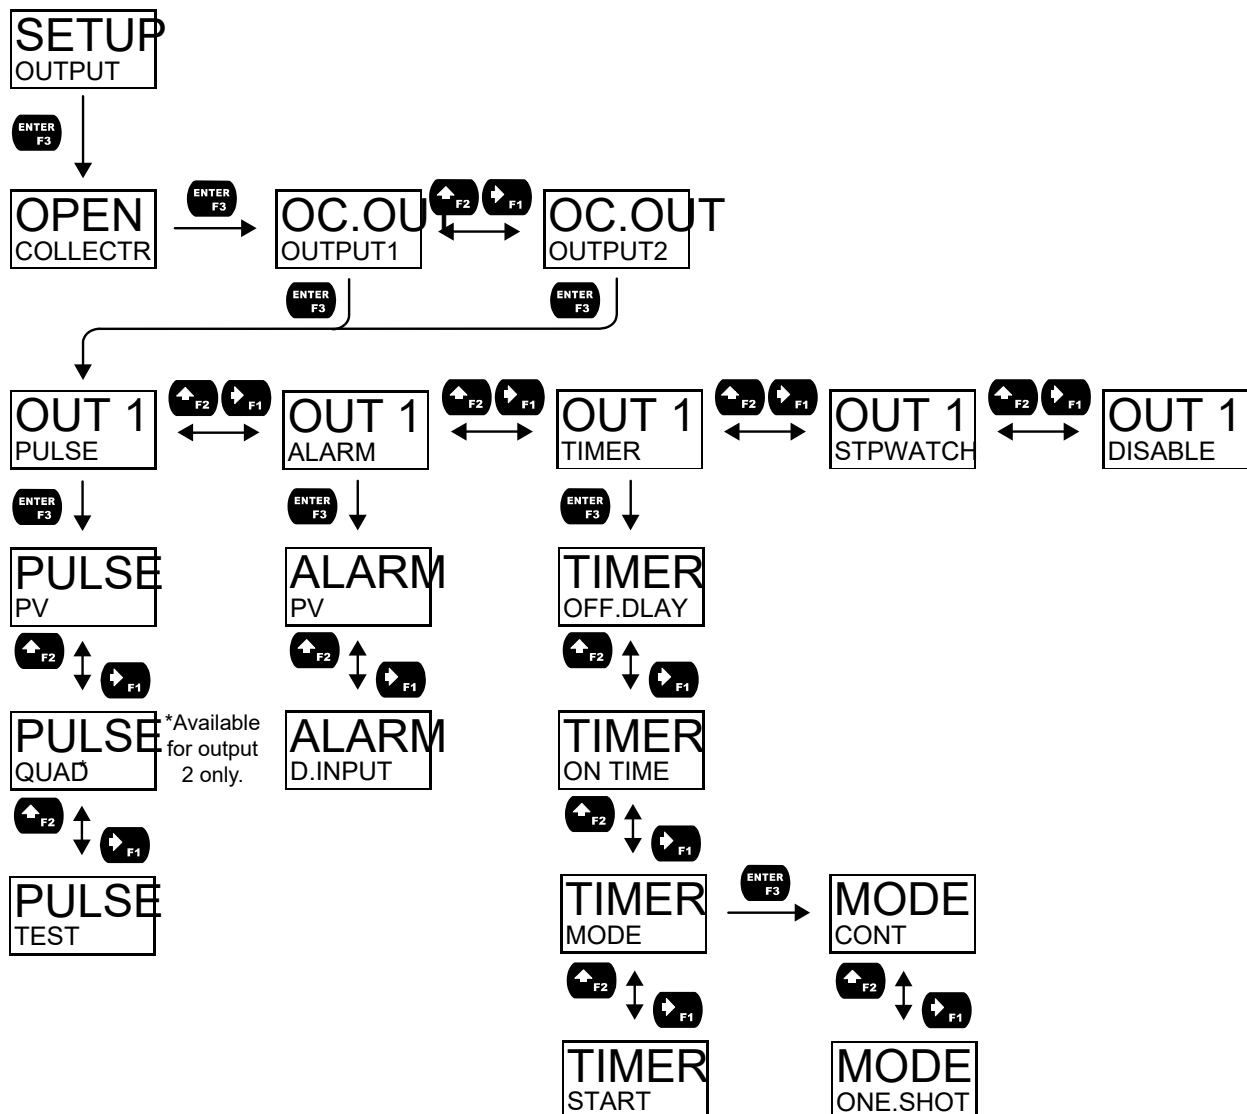 SETUP
OUTPUT
ENTER
F3
OPEN
COLLECTR
ENTER
F3
OC.OUT
OUTPUT1
F2
F1
OC.OUT
OUTPUT2
ENTER
F3
ENTER
F3
OUT 1
PULSE
F2
F1
OUT 1
ALARM
F2
F1
OUT 1
TIMER
F2
F1
OUT 1
STPWATCH
F2
F1
OUT 1
DISABLE
ENTER
F3
ENTER
F3
ENTER
F3
PULSE
PV
ALARM
PV
TIMER
OFF.DLAY
F2
F1
F2
F1
F2
F1
PULSE
QUAD*
*Available
for output
2 only.
ALARM
D.INPUT
TIMER
ON TIME
F2
F1
F2
F1
PULSE
TEST
TIMER
MODE
ENTER
F3
MODE
CONT
F2
F1
F2
F1
TIMER
START
MODE
ONE.SHOT